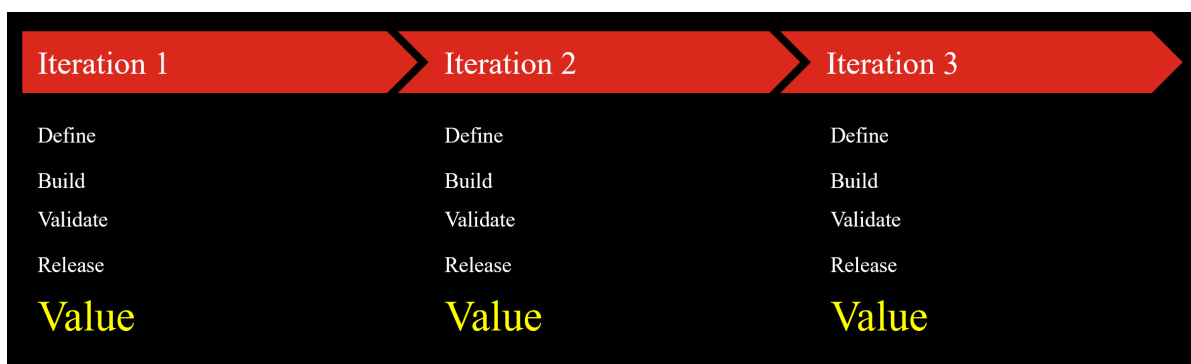 Iteration 1
Iteration 2
Iteration 3
Define
Define
Define
Build
Build
Build
Validate
Validate
Validate
Release
Release
Release
Value
Value
Value